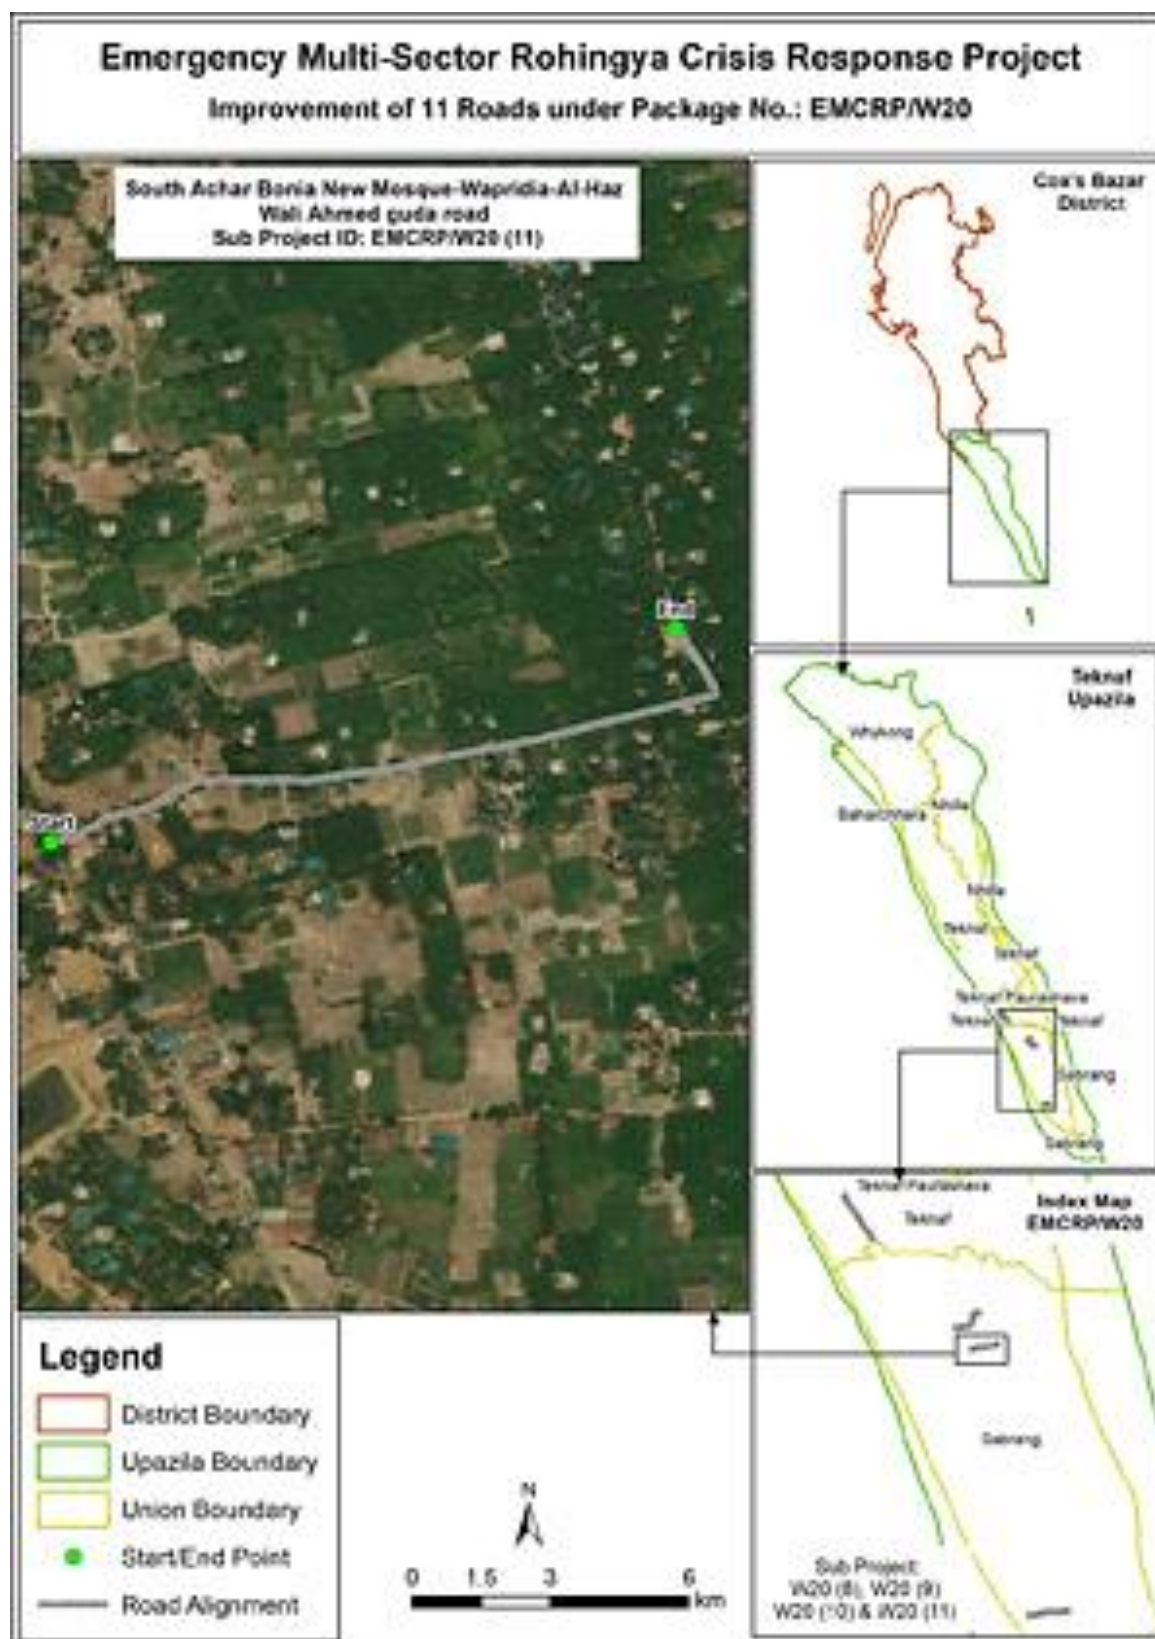 Emergency Multi-Sector Rohingya Crisis Response Project
Improvement of 11 Roads under Package No.: EMCRP/W20
South Achar Bonia New Mosque-Wapridia-Al-Haz
Wali Ahmed guda road
Sub Project ID: EMCRP/W20 (11)
Start
End
Cox's Bazar
District
Teknaf
Upazila
Whykong
Nhilla
Baharchhara
Nhilla
Teknaf
Teknaf
Teknaf Paurashava
Teknaf
Teknaf
Sabrang
Sabrang
Teknaf Paurashava
Teknaf
Index Map
EMCRP/W20
Sabrang
Sub Project:
W20 (8), W20 (9)
W20 (10) & W20 (11)
Legend
District Boundary
Upazila Boundary
Union Boundary
Start/End Point
Road Alignment
N
0 1.5 3 6
km